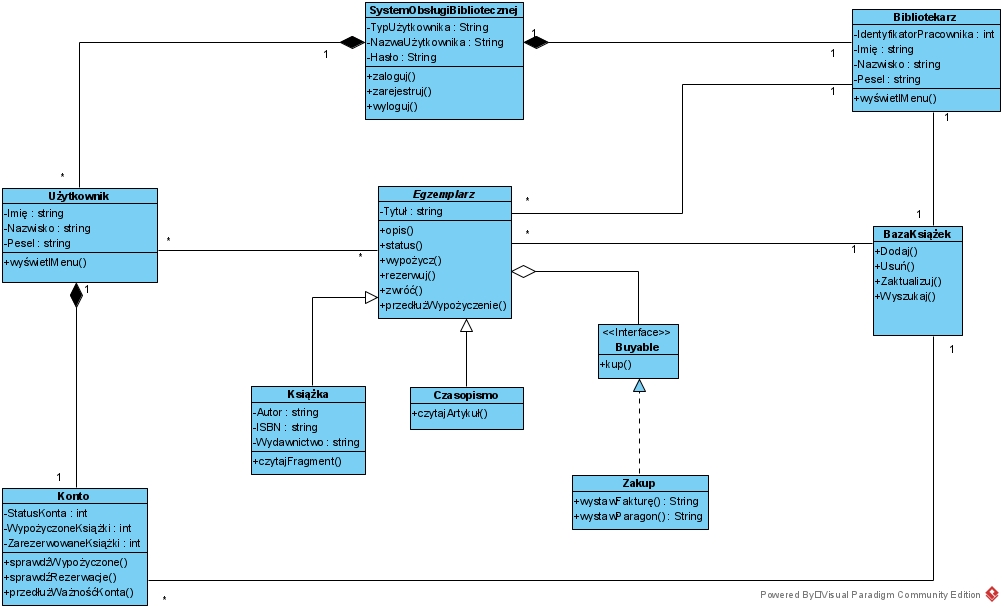 SystemObsługiBibliotecznej
-TypUżytkownika : String
-NazwaUżytkownika : String
-Hasło : String
+zaloguj()
+zarejestruj()
+wyloguj()
Bibliotekarz
-IdentyfikatorPracownika : int
-Imię : string
-Nazwisko : string
-Pesel : string
+wyświetlMenu()
1
1
1
1
1
*
Użytkownik
-Imię : string
-Nazwisko : string
-Pesel : string
+wyświetlMenu()
*
*
1
Egzemplarz
-Tytuł : string
+opis()
+status()
+wypożycz()
+rezerwuj()
+zwróć()
+przedłużWypożyczenie()
*
*
1
1
BazaKsiążek
+Dodaj()
+Usuń()
+Zaktualizuj()
+Wyszukaj()
1
<<Interface>>
Buyable
+kup()
Książka
-Autor : string
-ISBN : string
-Wydawnictwo : string
+czytajFragment()
Czasopismo
+czytajArtykuł()
Zakup
+wystawFakturę() : String
+wystawParagon() : String
1
Konto
-StatusKonta : int
-WypożyczoneKsiążki : int
-ZarezerwowaneKsiążki : int
+sprawdźWypożyczone()
+sprawdźRezerwacje()
+przedłużWażnośćKonta()
*
Powered By Visual Paradigm Community Edition